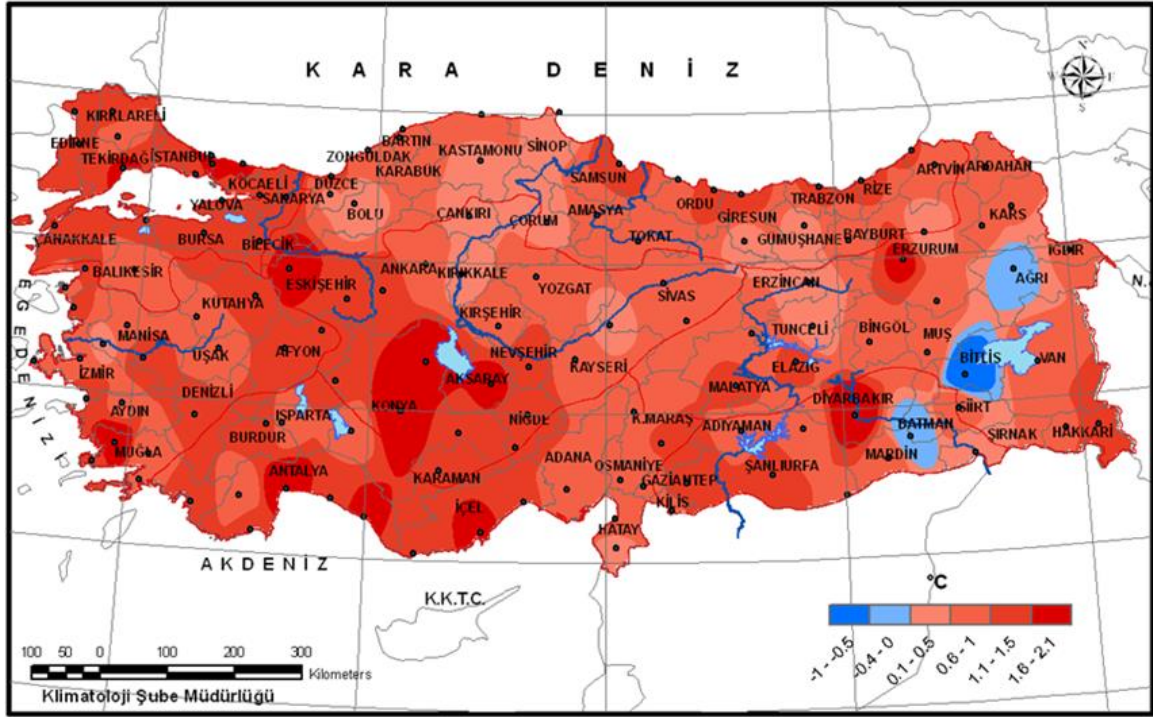 K A R A D E N İ Z
KIRKLARELİ
EDİRNE
TEKİRDAĞ
İSTANBUL
KOCAELİ
YALOVA
SAKARYA
DÜZCE
ZONGULDAK
BARTIN
KARABÜK
KASTAMONU
SİNOP
BOLU
ÇANKIRI
ÇORUM
SAMSUN
AMASYA
ORDU
TOKAT
GİRESUN
TRABZON
GÜMÜŞHANE
BAYBURT
RİZE
ARTVİN
ARDAHAN
KARS
IĞDIR
AĞRI
ERZURUM
ERZİNCAN
ÇANAKKALE
BURSA
BİLECİK
BALIKESİR
ESKİŞEHİR
KUTAHYA
ANKARA
KIRIKKALE
YOZGAT
SİVAS
KIRŞEHİR
TUNCELİ
BİNGÖL
MUŞ
BİTLİS
VAN
EGE DENİZİ
MANİSA
UŞAK
AFYON
İZMİR
AYDIN
DENİZLİ
ISPARTA
BURDUR
MUĞLA
ANTALYA
KONYA
AKSARAY
NEVŞEHİR
KAYSERİ
NİĞDE
KARAMAN
İÇEL
ADANA
OSMANİYE
HATAY
K.MARAŞ
GAZİANTEP
KİLİS
MALATYA
ADIYAMAN
ELAZIĞ
DİYARBAKIR
ŞANLIURFA
MARDİN
BATMAN
SİİRT
ŞIRNAK
HAKKARİ
N.
A K D E N İ Z
K.K.T.C.
N
W E
S
°C
-1 - -0.5
-0.4 - 0
0.1 - 0.5
0.6 - 1
1.1 - 1.5
1.6 - 2.1
100 50 0 100 200 300
Kilometers
Klimatoloji Şube Müdürlüğü